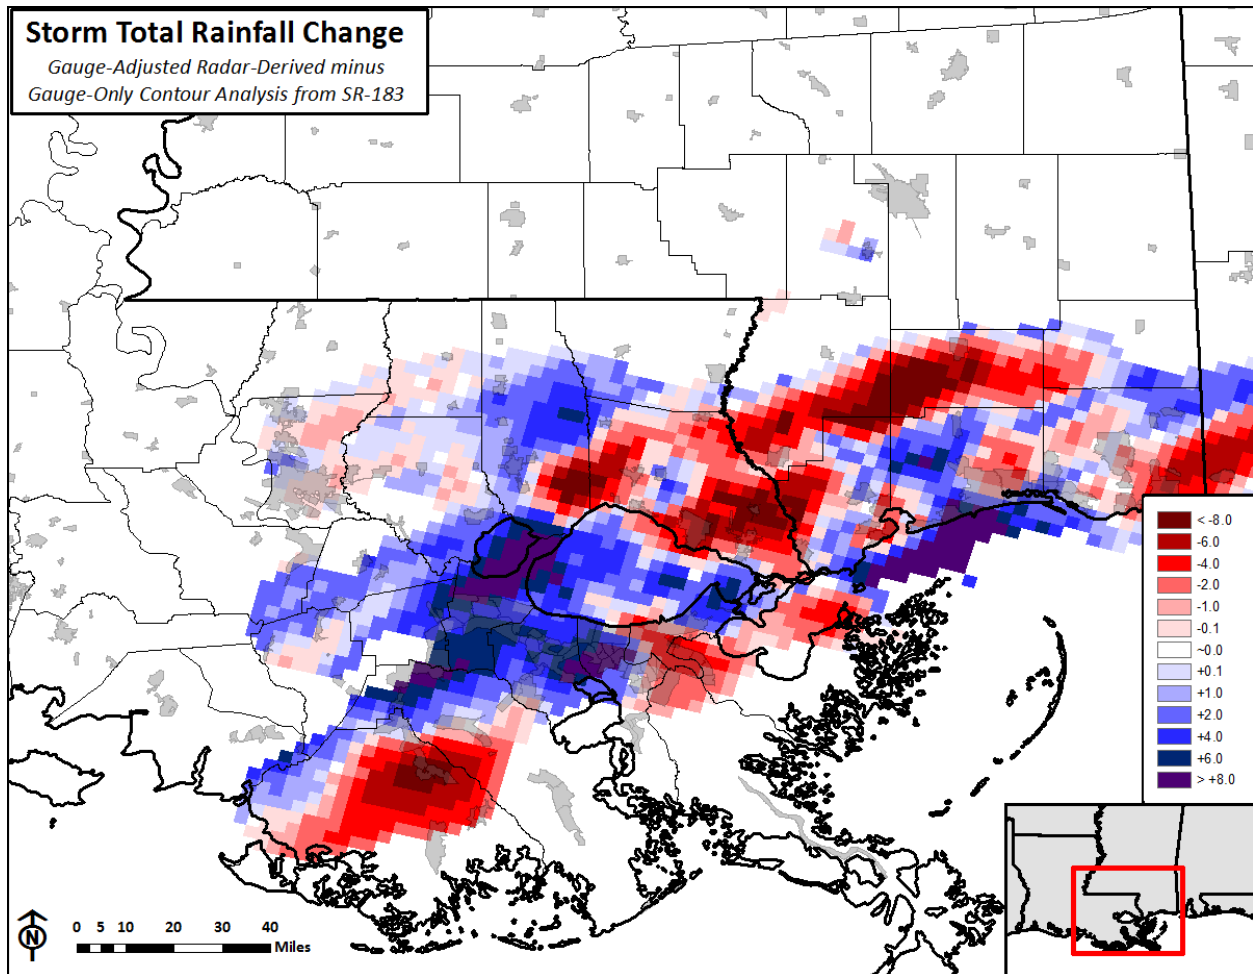 Storm Total Rainfall Change
Gauge-Adjusted Radar-Derived minus
Gauge-Only Contour Analysis from SR-183
< -8.0
-6.0
-4.0
-2.0
-1.0
-0.1
~0.0
+0.1
+1.0
+2.0
+4.0
+6.0
> +8.0
N
0 5 10 20 30 40
Miles